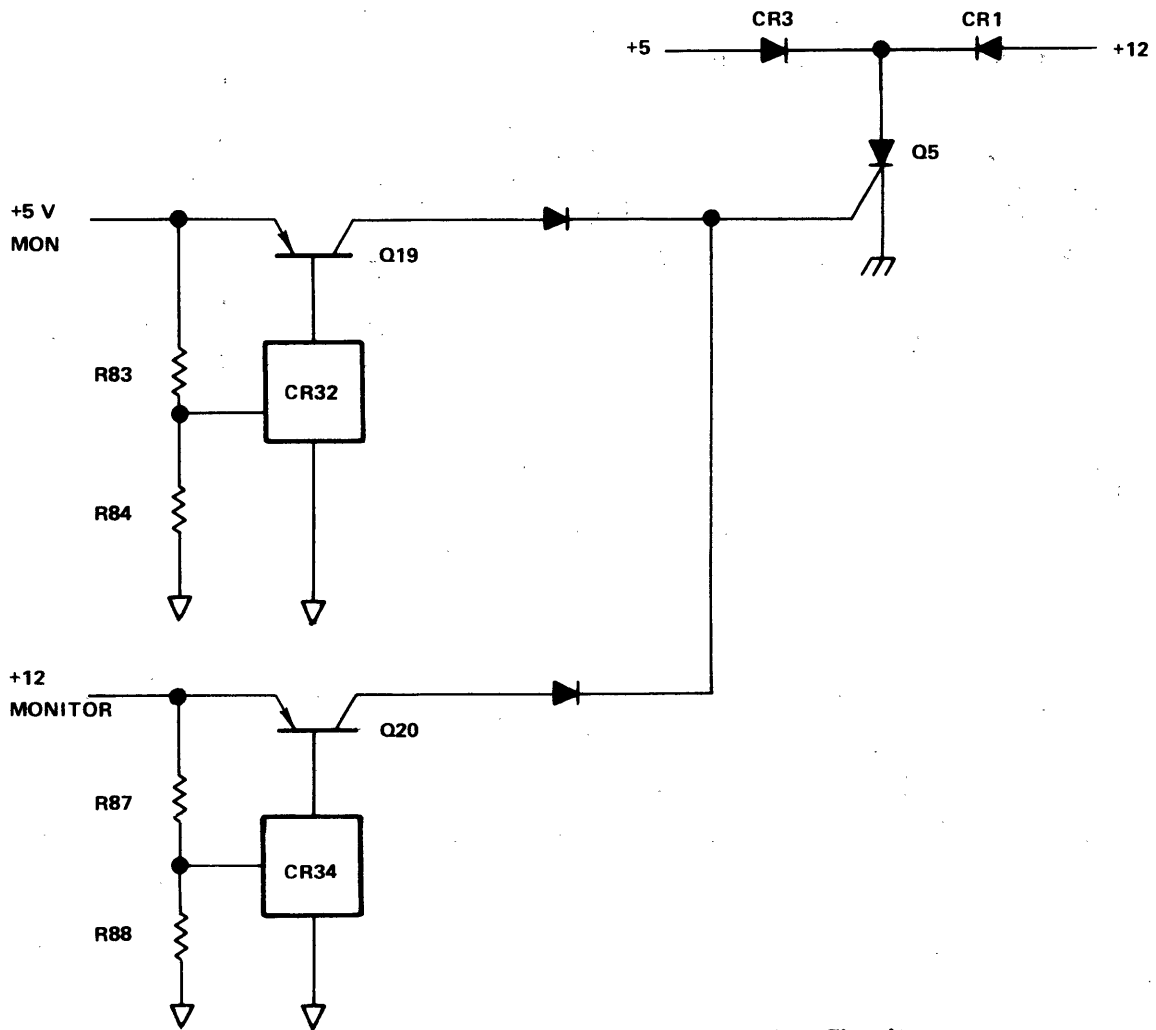 CR3
CR1
+5
+12
Q5
+5 V
MON
Q19
R83
CR32
R84
+12
MONITOR
Q20
R87
CR34
R88